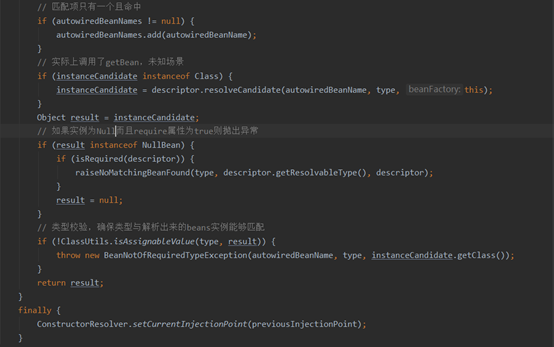 // 匹配项只有一个且命中
if (autowiredBeanNames != null) {
autowiredBeanNames.add(autowiredBeanName);
}
// 实际上调用了getBean，未知场景
if (instanceCandidate instanceof Class) {
instanceCandidate = descriptor.resolveCandidate(autowiredBeanName, type, beanFactory: this);
}
Object result = instanceCandidate;
// 如果实例为Null而且require属性为true则抛出异常
if (result instanceof NullBean) {
if (isRequired(descriptor)) {
raiseNoMatchingBeanFound(type, descriptor.getResolvableType(), descriptor);
}
result = null;
}
// 类型校验，确保类型与解析出来的beans实例能够匹配
if (!ClassUtils.isAssignableValue(type, result)) {
throw new BeanNotOfRequiredTypeException(autowiredBeanName, type, instanceCandidate.getClass());
}
return result;
}
finally {
ConstructorResolver.setCurrentInjectionPoint(previousInjectionPoint);
}